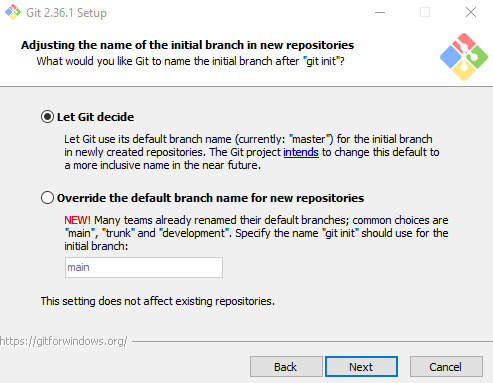 Git 2.36.1 Setup
Adjusting the name of the initial branch in new repositories
What would you like Git to name the initial branch after "git init"?
Let Git decide
Let Git use its default branch name (currently: "master") for the initial branch
in newly created repositories. The Git project intends to change this default to
a more inclusive name in the near future.
Override the default branch name for new repositories
NEW! Many teams already renamed their default branches; common choices are
"main", "trunk" and "development". Specify the name "git init" should use for the
initial branch:
main
This setting does not affect existing repositories.
https://gitforwindows.org/
Back
Next
Cancel